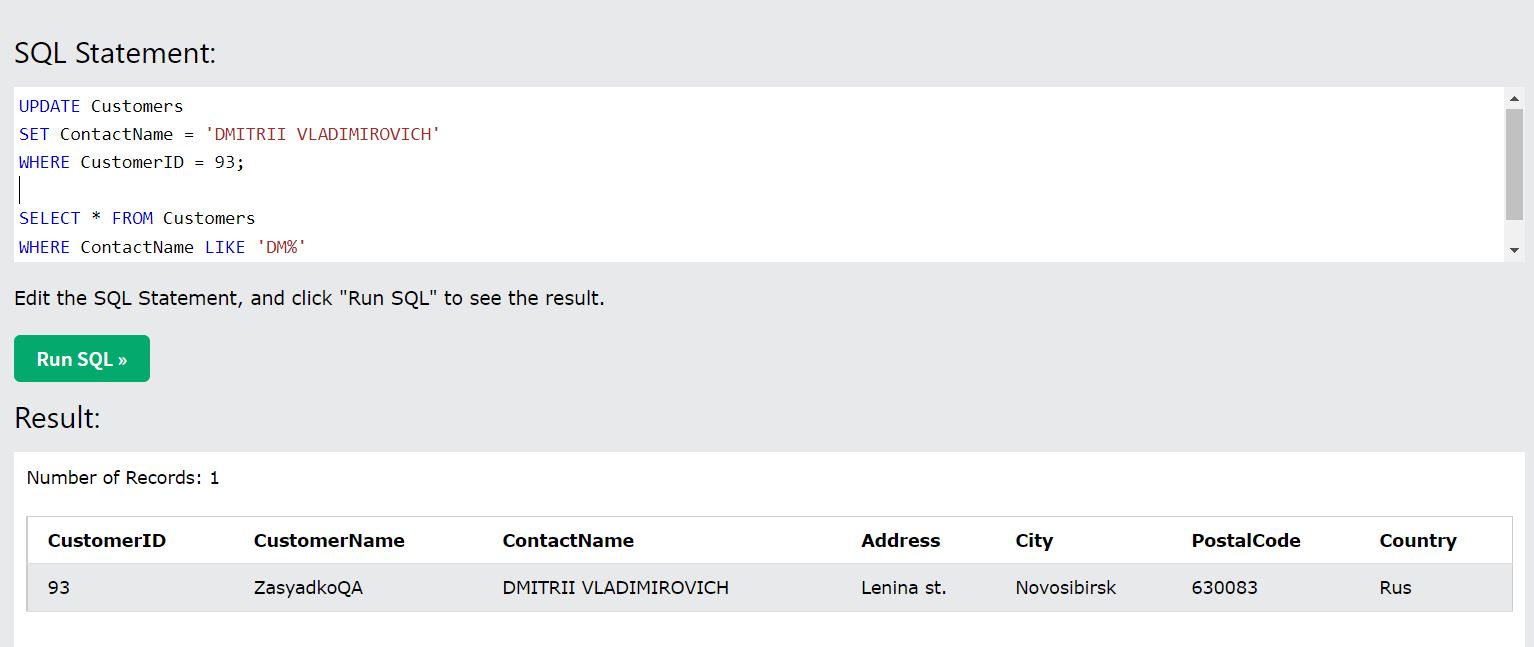 SQL Statement:
UPDATE Customers
SET ContactName = 'DMITRII VLADIMIROVICH'
WHERE CustomerID = 93;
SELECT * FROM Customers
WHERE ContactName LIKE 'DM%'
Edit the SQL Statement, and click "Run SQL" to see the result.
Run SQL »
Result:
Number of Records: 1
CustomerID CustomerName ContactName Address City PostalCode Country
93 ZasyadkoQA DMITRII VLADIMIROVICH Lenina st. Novosibirsk 630083 Rus